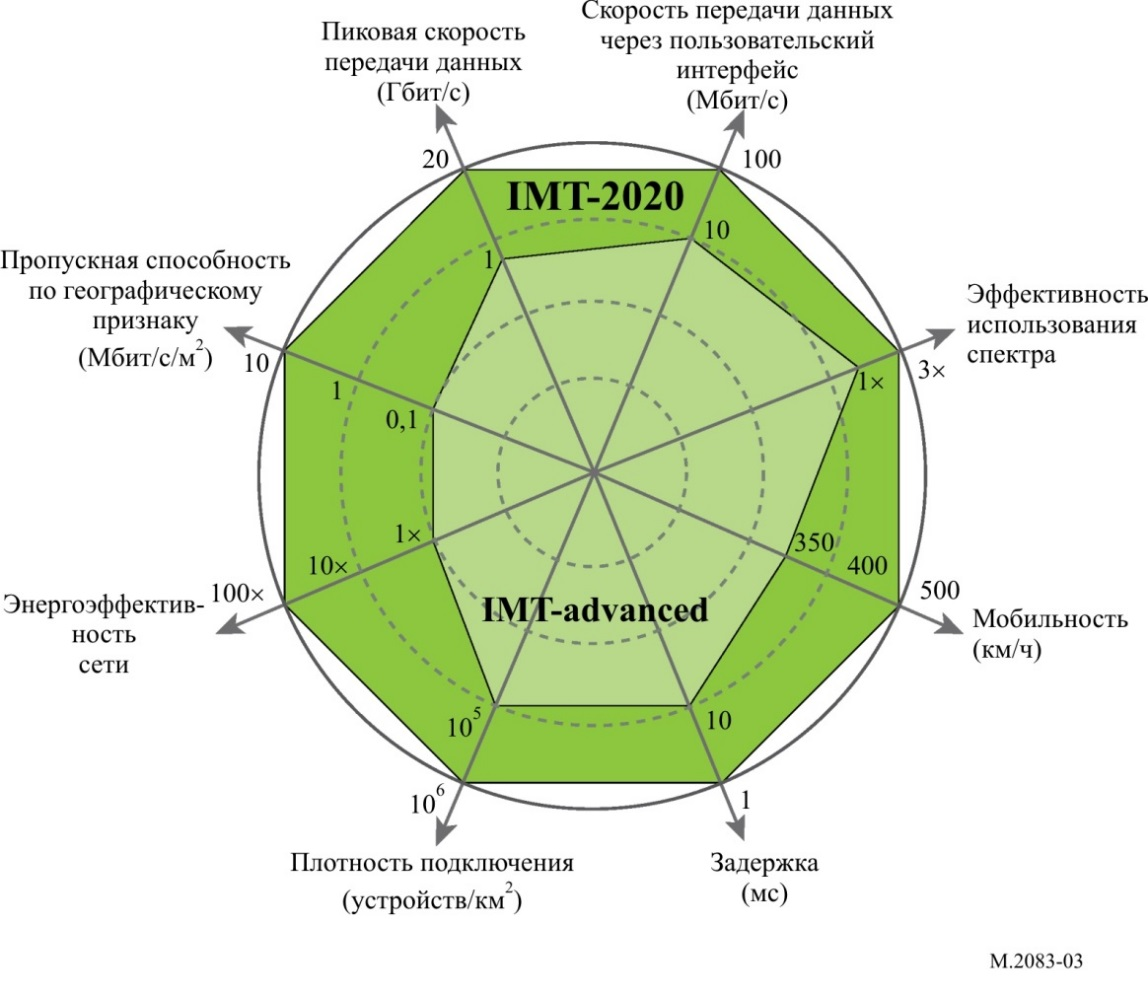 Скорость передачи данных
через пользовательский
интерфейс
(Мбит/с)
Пиковая скорость
передачи данных
(Гбит/с)
20
100
IMT-2020
10
1
Пропускная способность
по географическому
признаку
(Мбит/с/м²)
Эффективность
использования
спектра
10
1
0,1
1×
3×
1×
10×
100×
350
400
500
Энергоэффектив-
ность
сети
IMT-advanced
Мобильность
(км/ч)
10⁵
10
10⁶
1
Плотность подключения
(устройств/км²)
Задержка
(мс)
M.2083-03